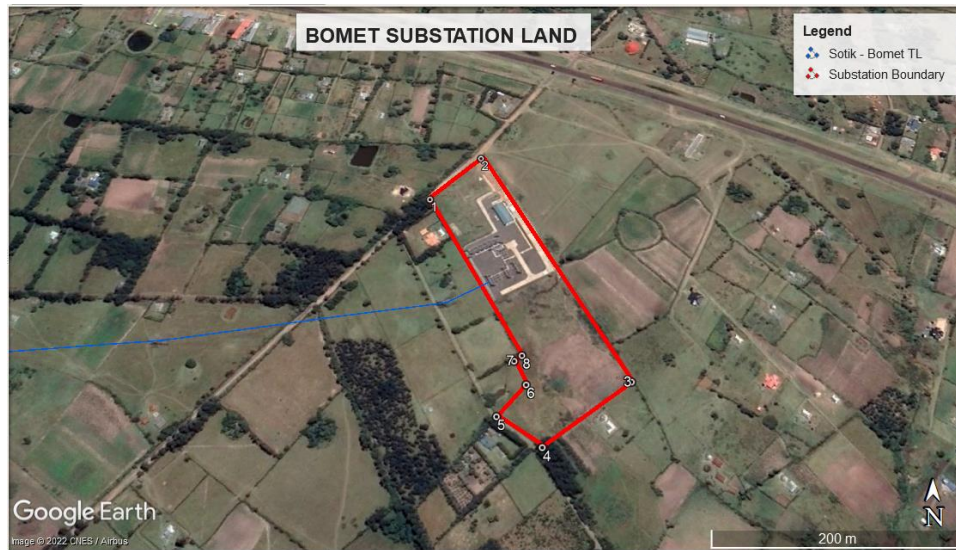 BOMET SUBSTATION LAND
Legend
Sotik - Bomet TL
Substation Boundary
2
1
3
7
8
6
5
4
Google Earth
Image © 2022 CNES / Airbus
N
200 m